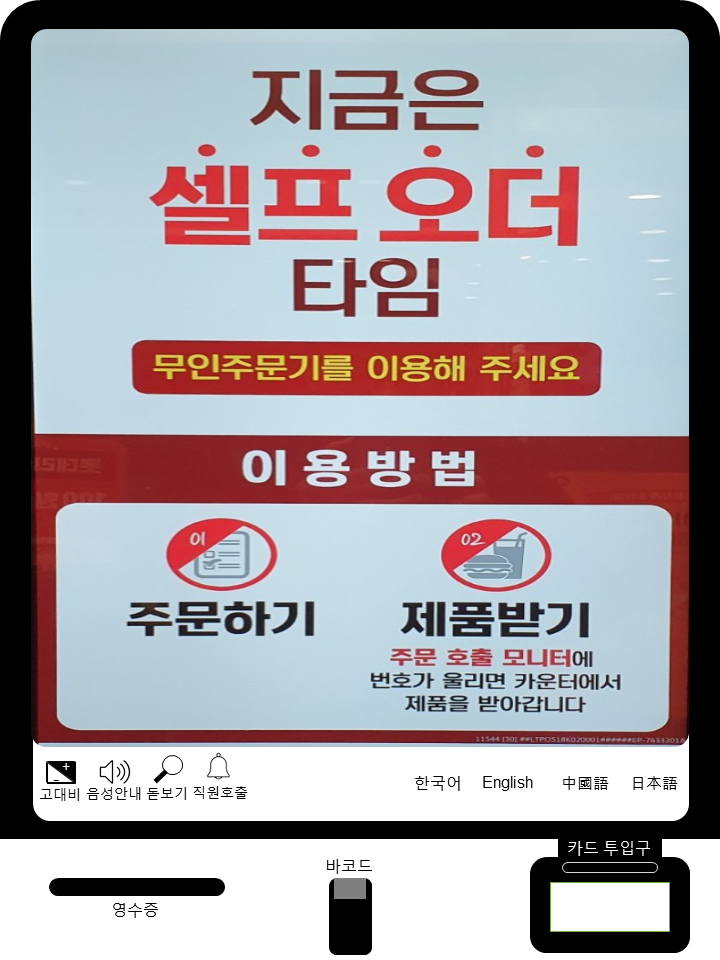 지금은
셀프 오더
타임
무인주문기를 이용해 주세요
이용방법
01
주문하기
02
제품받기
주문 호출 모니터에
번호가 울리면 카운터에서
제품을 받아갑니다
고대비 음성안내 돋보기 직원호출
한국어 English 中國語 日本語
카드 투입구
바코드
영수증